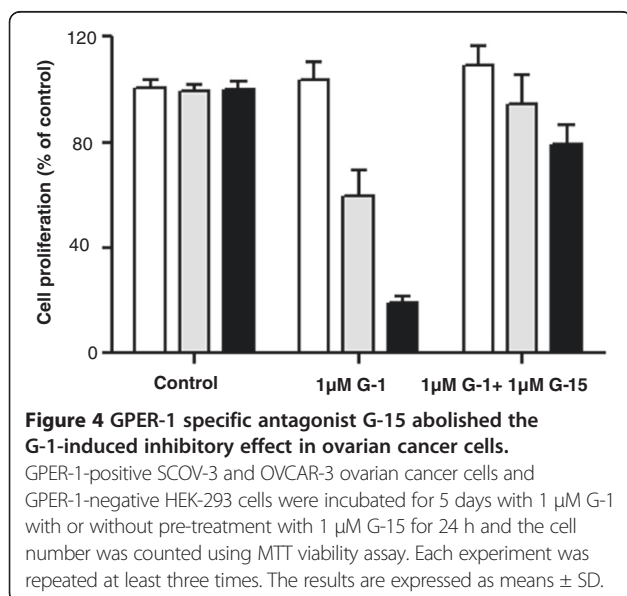 120
80
40
0
Cell proliferation (% of control)
Control
1µM G-1
1µM G-1+ 1µM G-15
Figure 4 GPER-1 specific antagonist G-15 abolished the
G-1-induced inhibitory effect in ovarian cancer cells.
GPER-1-positive SCOV-3 and OVCAR-3 ovarian cancer cells and
GPER-1-negative HEK-293 cells were incubated for 5 days with 1 µM G-1
with or without pre-treatment with 1 µM G-15 for 24 h and the cell
number was counted using MTT viability assay. Each experiment was
repeated at least three times. The results are expressed as means ± SD.